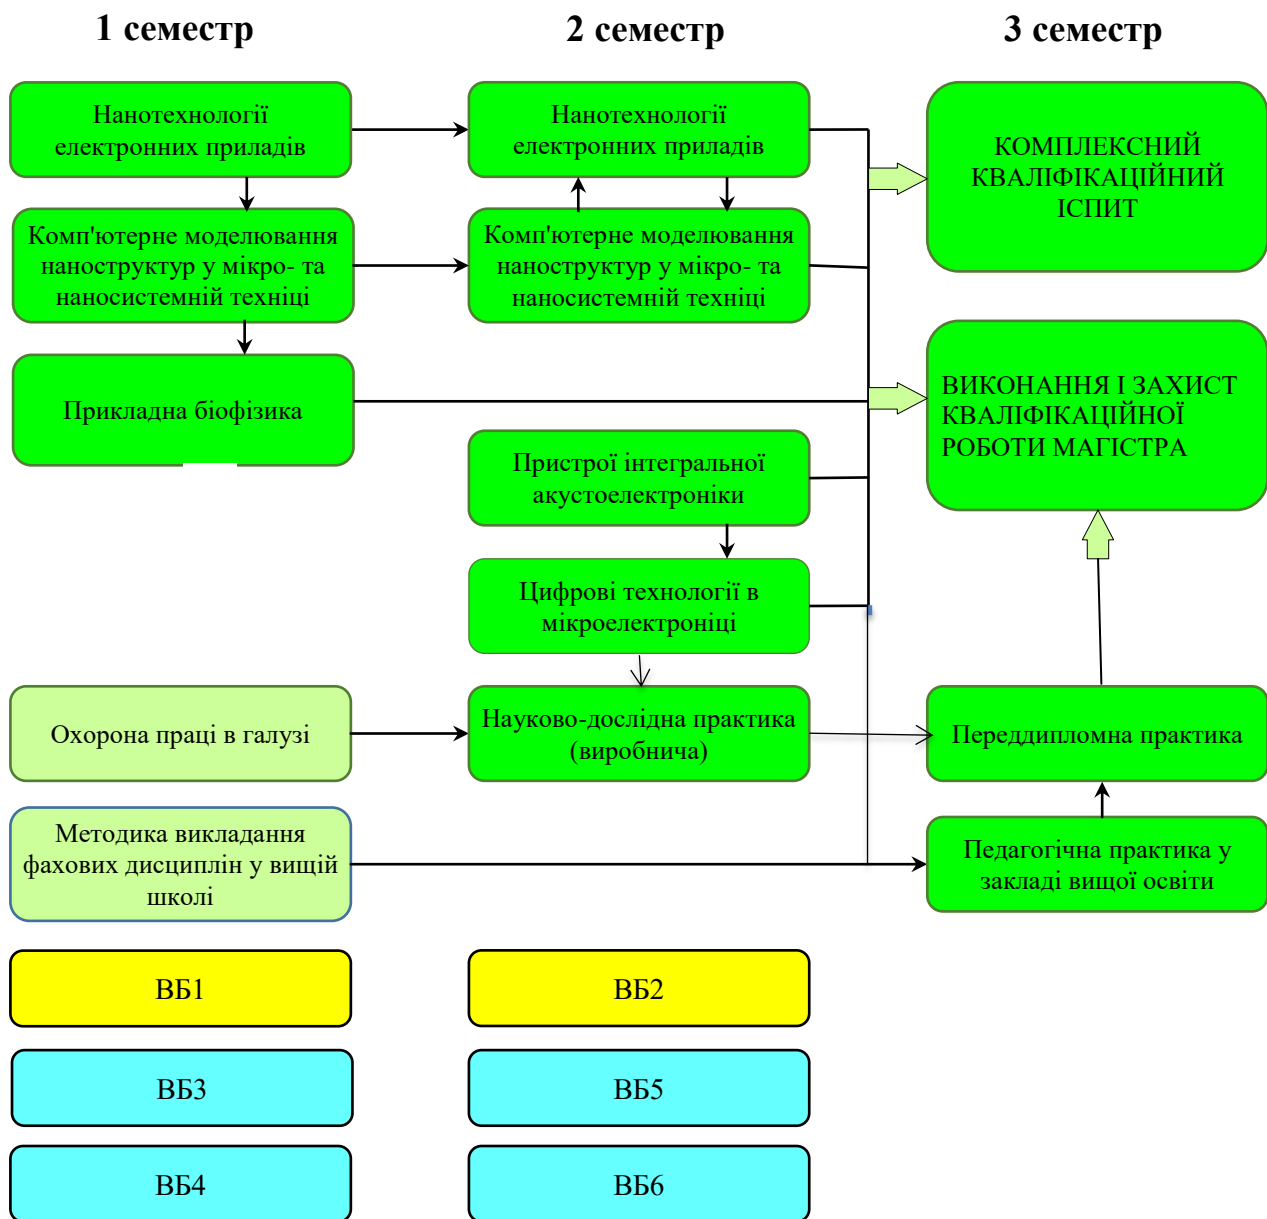 1 семестр
2 семестр
3 семестр
Нанотехнології
електронних приладів
Нанотехнології
електронних приладів
КОМПЛЕКСНИЙ
КВАЛІФІКАЦІЙНИЙ
ІСПИТ
Комп'ютерне моделювання
наноструктур у мікро- та
наносистемній техніці
Комп'ютерне моделювання
наноструктур у мікро- та
наносистемній техніці
Прикладна біофізика
ВИКОНАННЯ І ЗАХИСТ
КВАЛІФІКАЦІЙНОЇ
РОБОТИ МАГІСТРА
Пристрої інтегральної
акустоелектроніки
Цифрові технології в
мікроелектроніці
Охорона праці в галузі
Науково-дослідна практика
(виробнича)
Переддипломна практика
Методика викладання
фахових дисциплін у вищій
школі
Педагогічна практика у
закладі вищої освіти
ВБ1
ВБ2
ВБ3
ВБ5
ВБ4
ВБ6